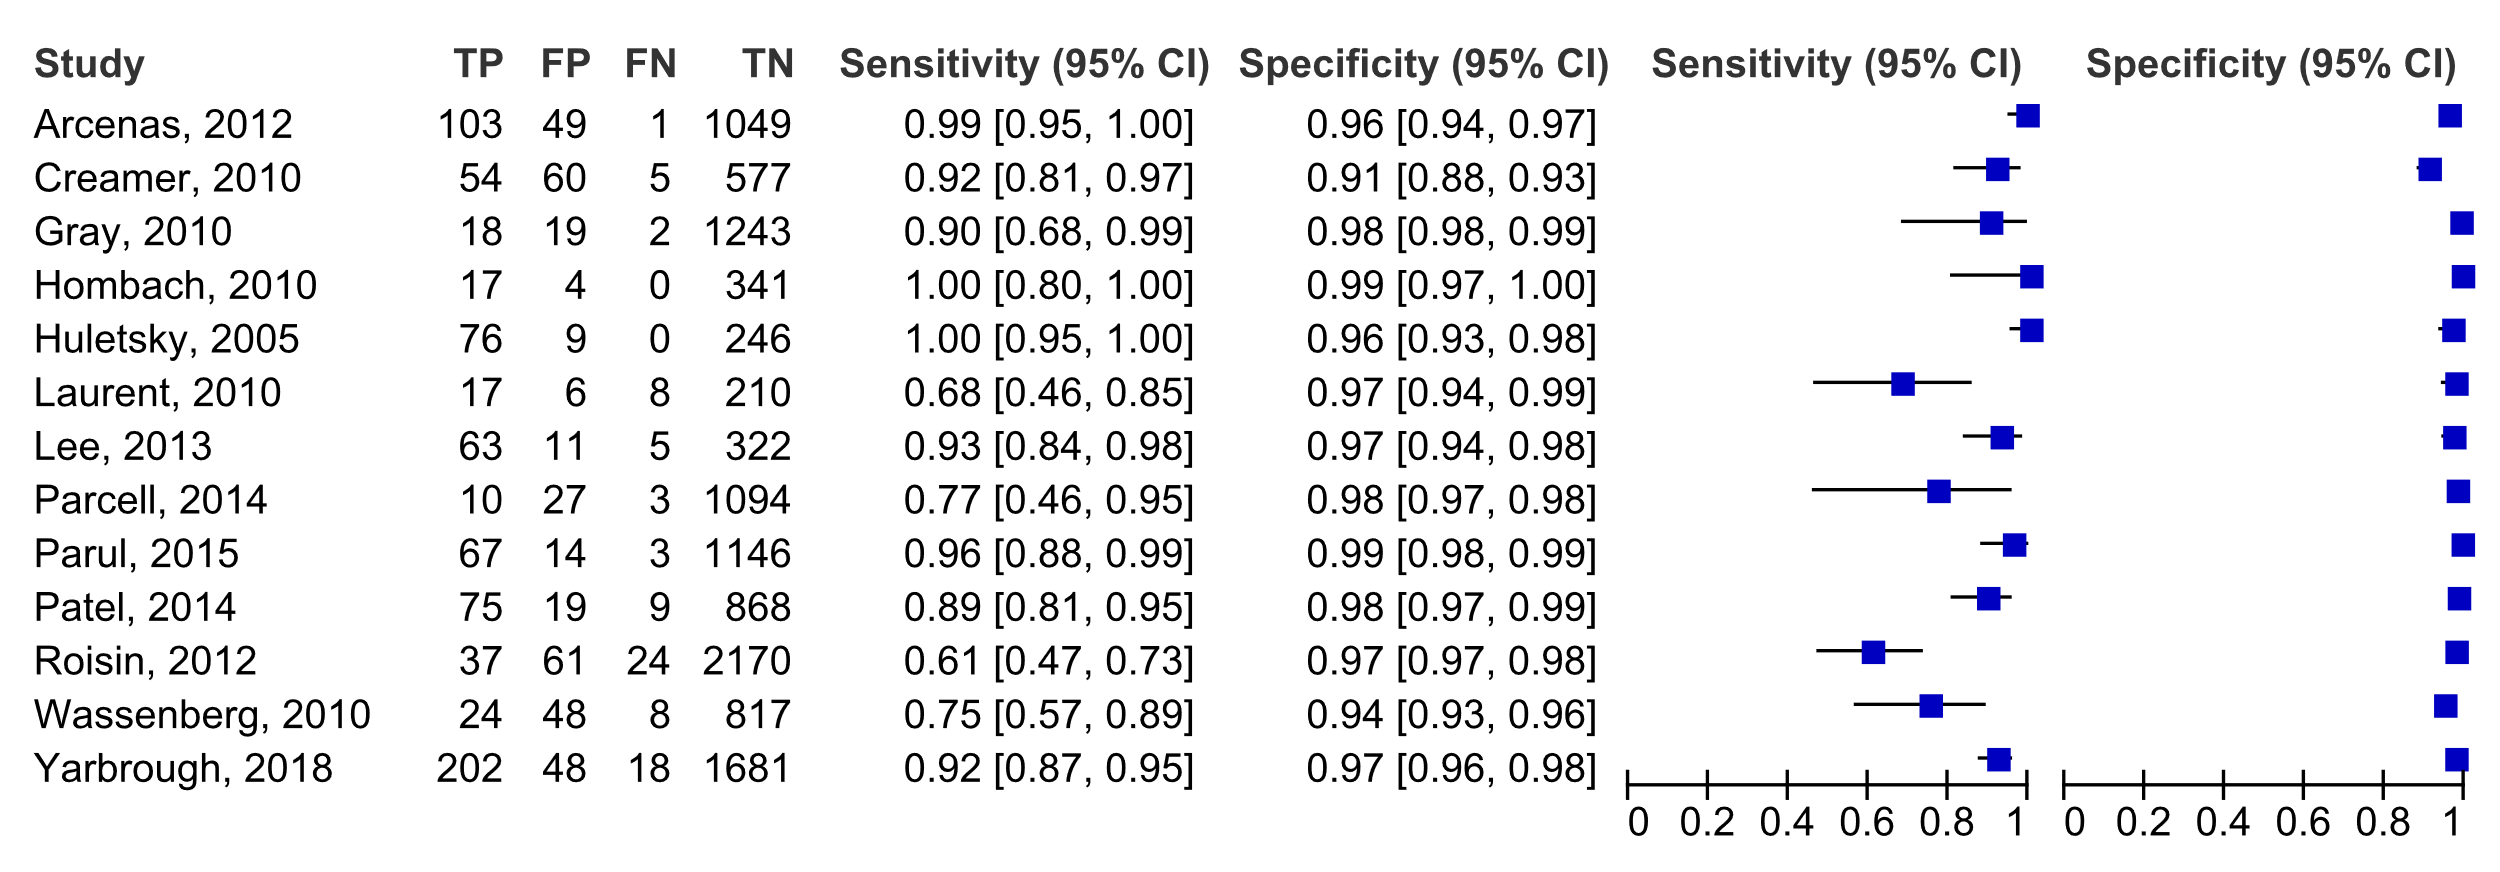 Study TP FP FN TN Sensitivity (95% CI) Specificity (95% CI) Sensitivity (95% CI) Specificity (95% CI)
Arcenas, 2012 103 49 1 1049 0.99 [0.95, 1.00] 0.96 [0.94, 0.97]
Creamer, 2010 54 60 5 577 0.92 [0.81, 0.97] 0.91 [0.88, 0.93]
Gray, 2010 18 19 2 1243 0.90 [0.68, 0.99] 0.98 [0.98, 0.99]
Hombach, 2010 17 4 0 341 1.00 [0.80, 1.00] 0.99 [0.97, 1.00]
Huletsky, 2005 76 9 0 246 1.00 [0.95, 1.00] 0.96 [0.93, 0.98]
Laurent, 2010 17 6 8 210 0.68 [0.46, 0.85] 0.97 [0.94, 0.99]
Lee, 2013 63 11 5 322 0.93 [0.84, 0.98] 0.97 [0.94, 0.98]
Parcell, 2014 10 27 3 1094 0.77 [0.46, 0.95] 0.98 [0.97, 0.98]
Parul, 2015 67 14 3 1146 0.96 [0.88, 0.99] 0.99 [0.98, 0.99]
Patel, 2014 75 19 9 868 0.89 [0.81, 0.95] 0.98 [0.97, 0.99]
Roisin, 2012 37 61 24 2170 0.61 [0.47, 0.73] 0.97 [0.97, 0.98]
Wassenberg, 2010 24 48 8 817 0.75 [0.57, 0.89] 0.94 [0.93, 0.96]
Yarbrough, 2018 202 48 18 1681 0.92 [0.87, 0.95] 0.97 [0.96, 0.98]
0 0.2 0.4 0.6 0.8 1 0 0.2 0.4 0.6 0.8 1